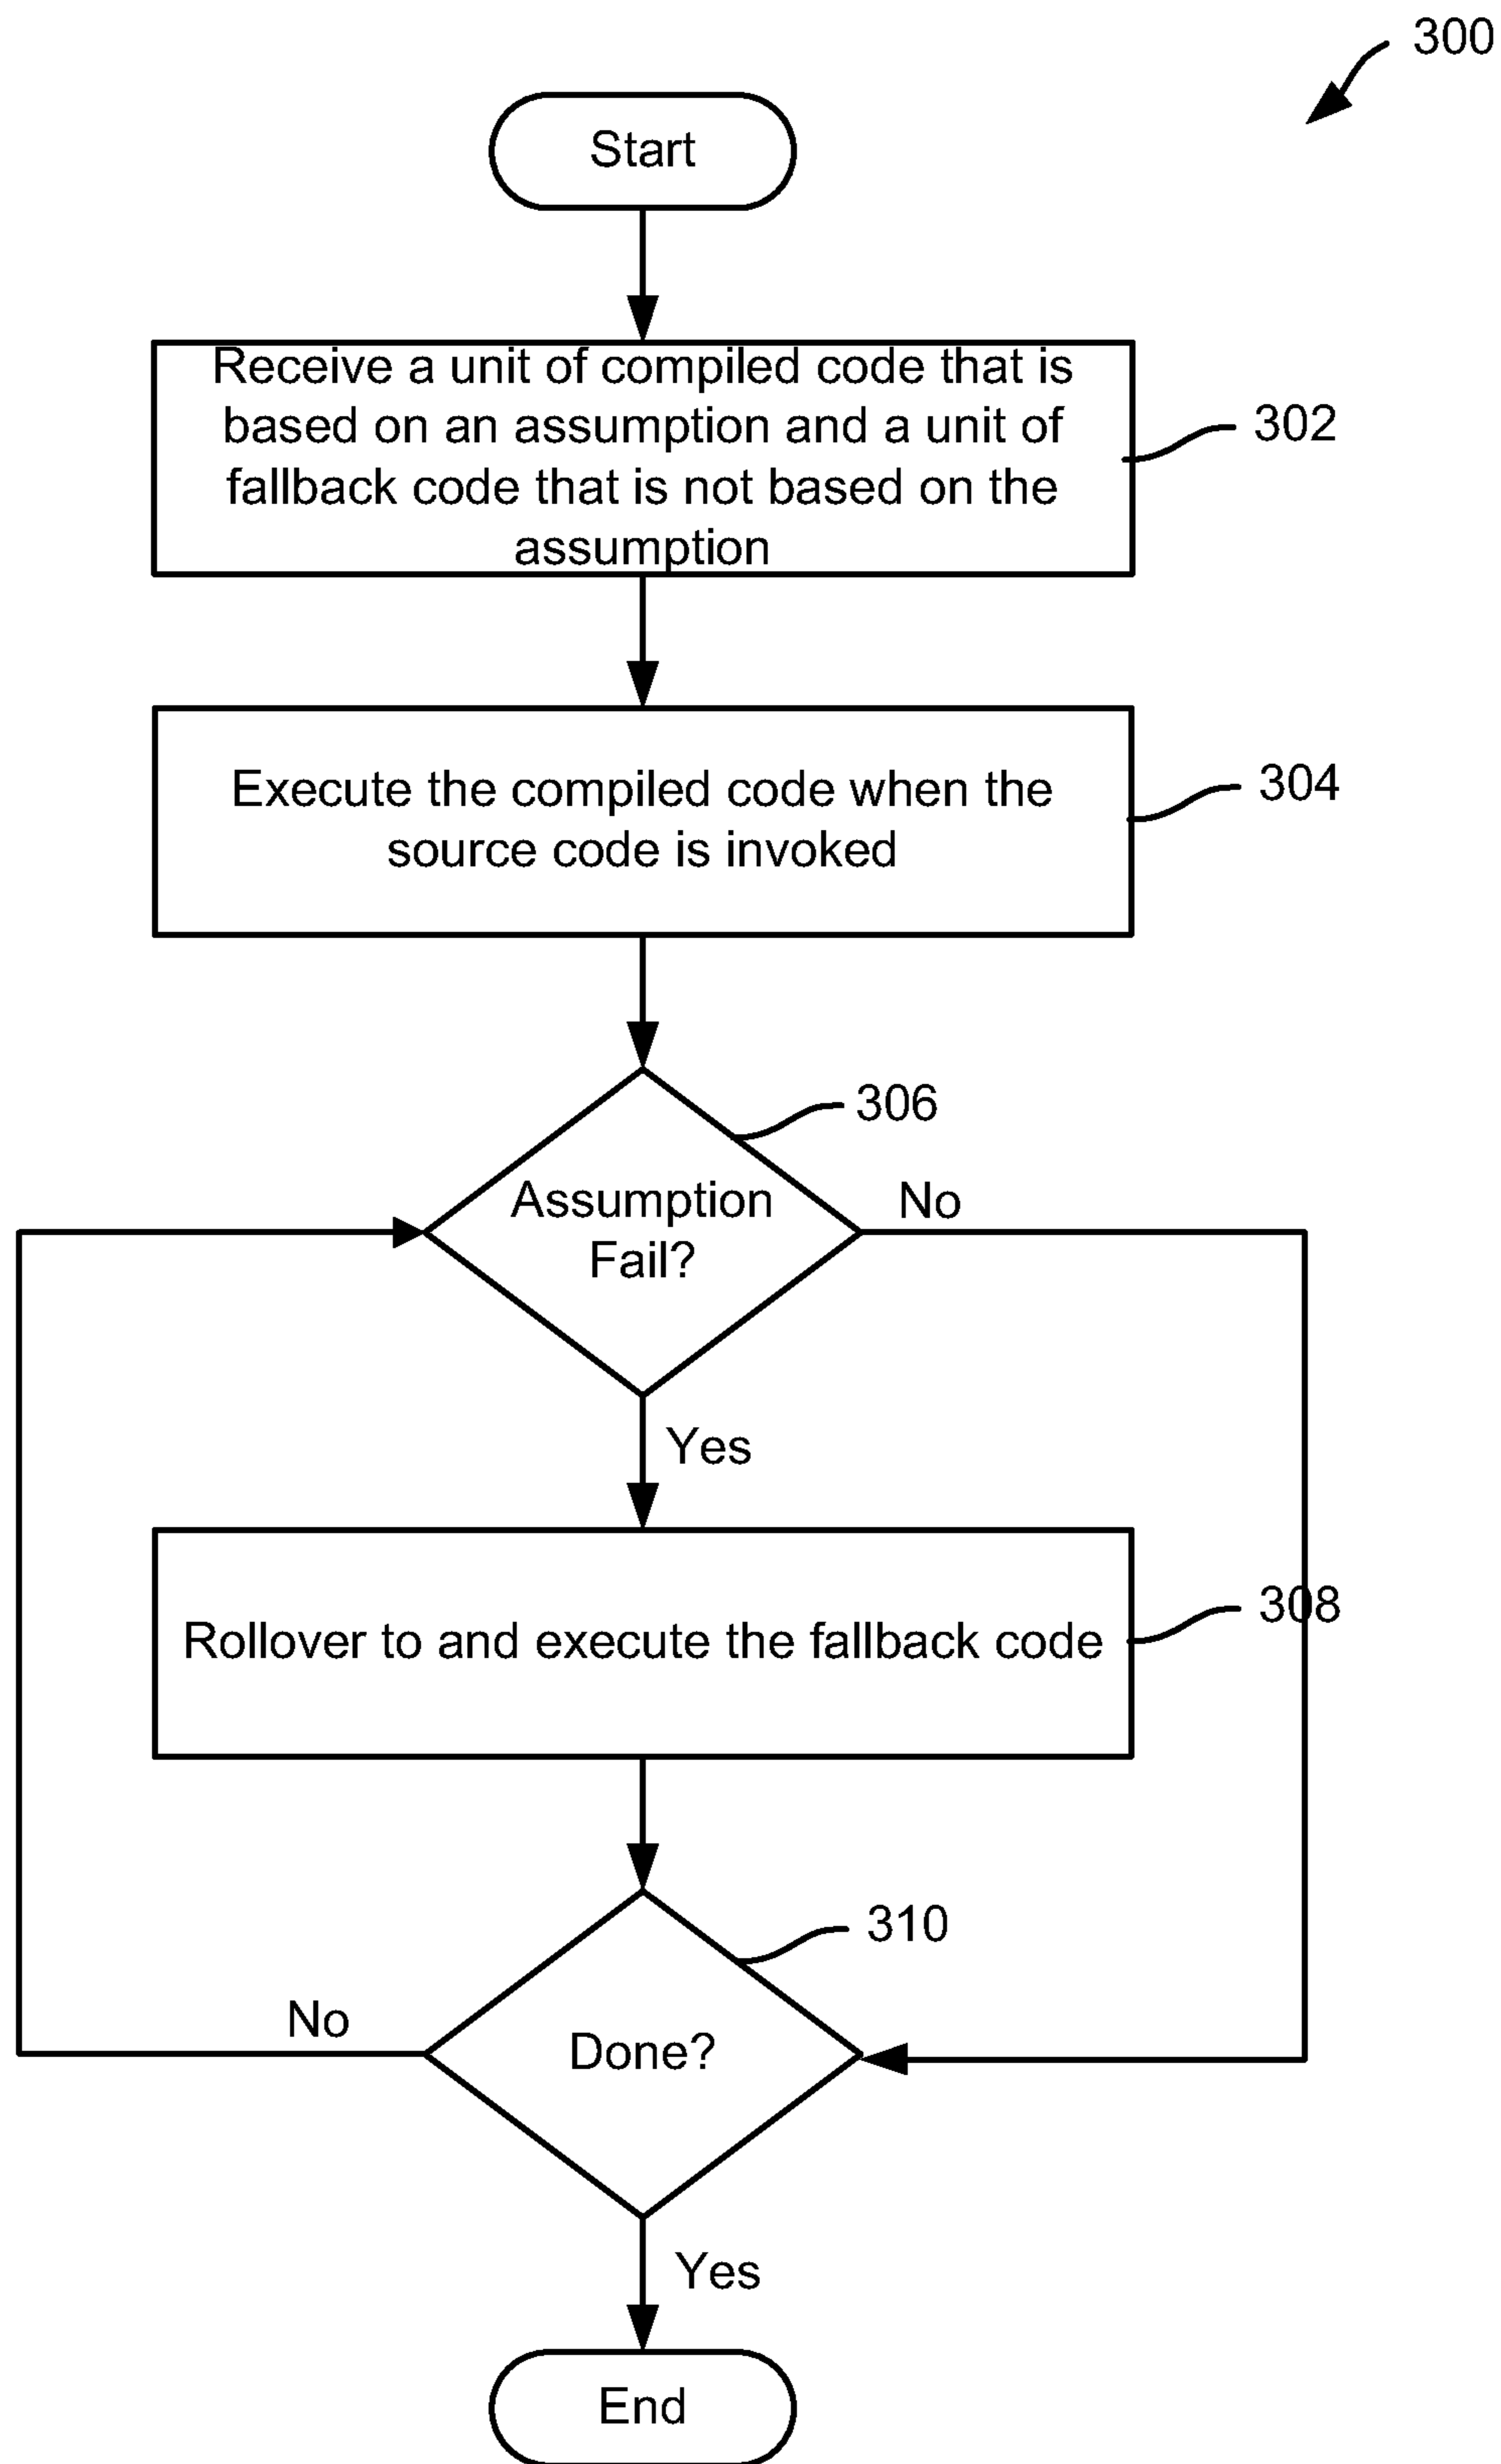 300
Start
Receive a unit of compiled code that is
based on an assumption and a unit of
fallback code that is not based on the
assumption
302
Execute the compiled code when the
source code is invoked
304
306
Assumption
Fail?
No
Yes
Rollover to and execute the fallback code
308
310
Done?
No
Yes
End